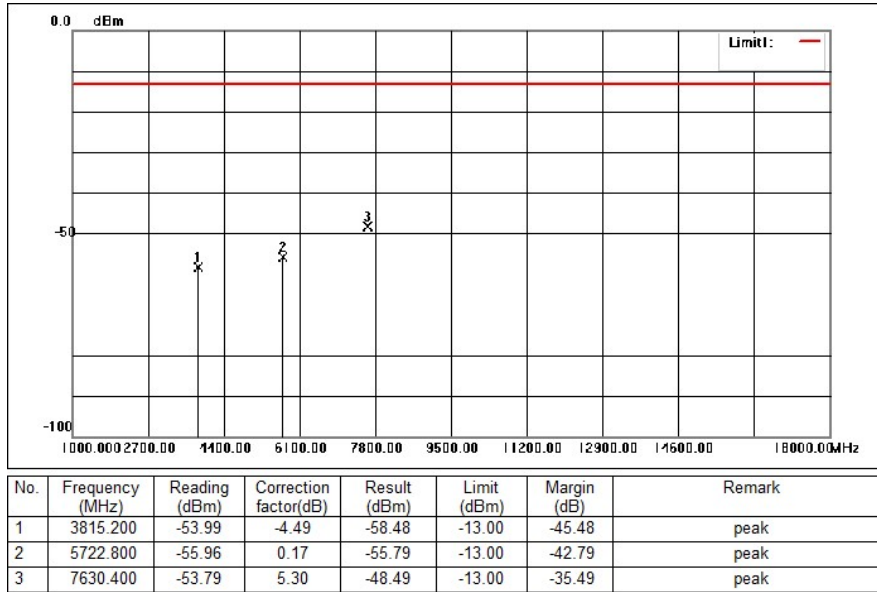 0.0 dBm
Limit1:
3
-50
1 2
-100
1000.000 2700.00 4400.00 6100.00 7800.00 9500.00 11200.00 12900.00 14600.00 18000.00 MHz
No. Frequency (MHz) Reading (dBm) Correction factor(dB) Result (dBm) Limit (dBm) Margin (dB) Remark
1 3815.200 -53.99 -4.49 -58.48 -13.00 -45.48 peak
2 5722.800 -55.96 0.17 -55.79 -13.00 -42.79 peak
3 7630.400 -53.79 5.30 -48.49 -13.00 -35.49 peak